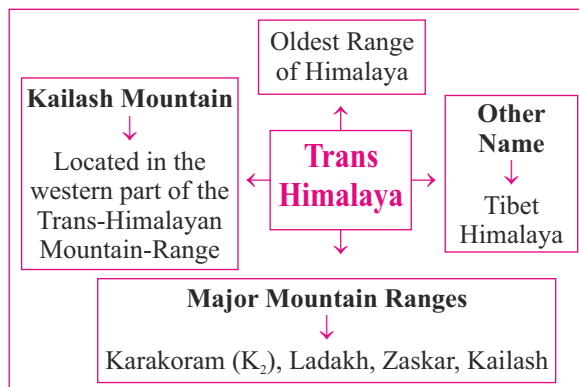 Oldest Range
of Himalaya
Kailash Mountain
↓
Located in the
western part of the
Trans-Himalayan
Mountain-Range
Trans
Himalaya
Other
Name
↓
Tibet
Himalaya
Major Mountain Ranges
↓
Karakoram (K₂), Ladakh, Zaskar, Kailash